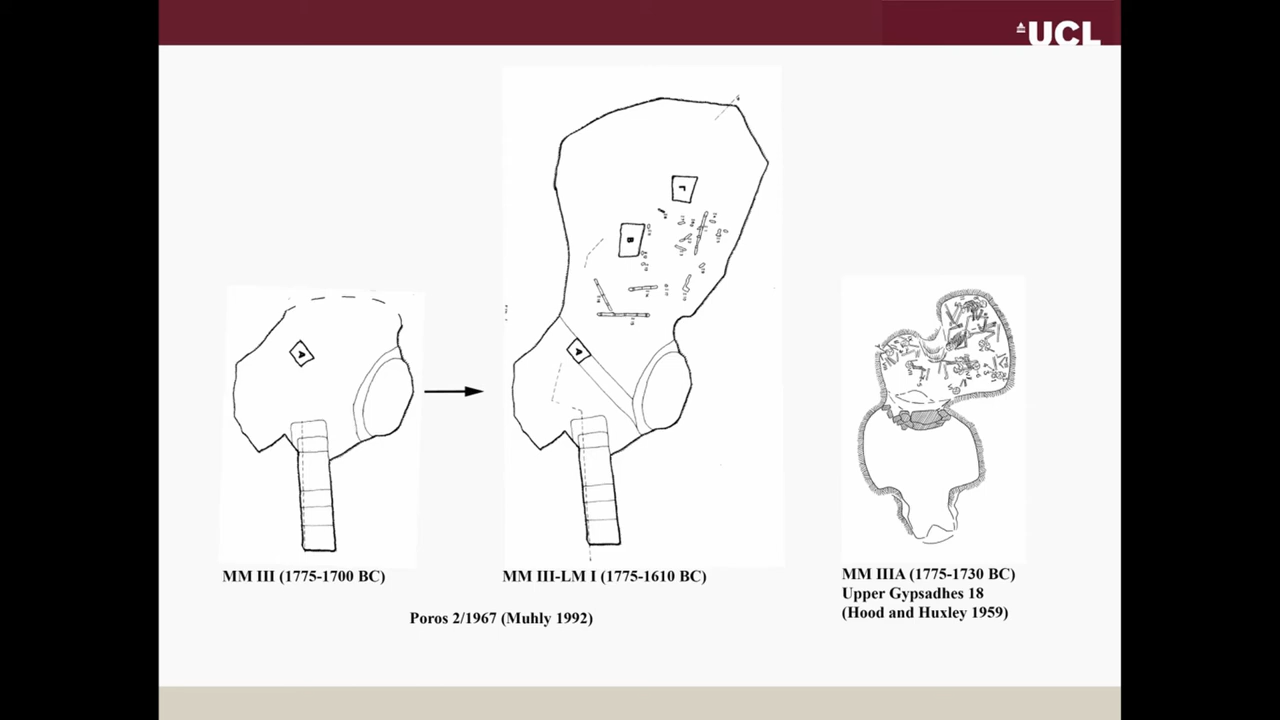 UCL
Γ
B
A
A
MM III (1775-1700 BC)
MM III-LM I (1775-1610 BC)
Poros 2/1967 (Muhly 1992)
MM IIIA (1775-1730 BC)
Upper Gypsadhes 18
(Hood and Huxley 1959)